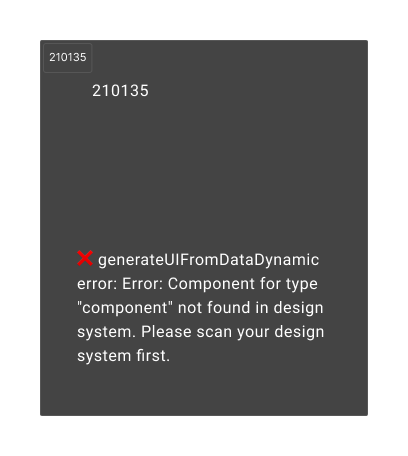 210135
210135
❌ generateUIFromDataDynamic
error: Error: Component for type
"component" not found in design
system. Please scan your design
system first.